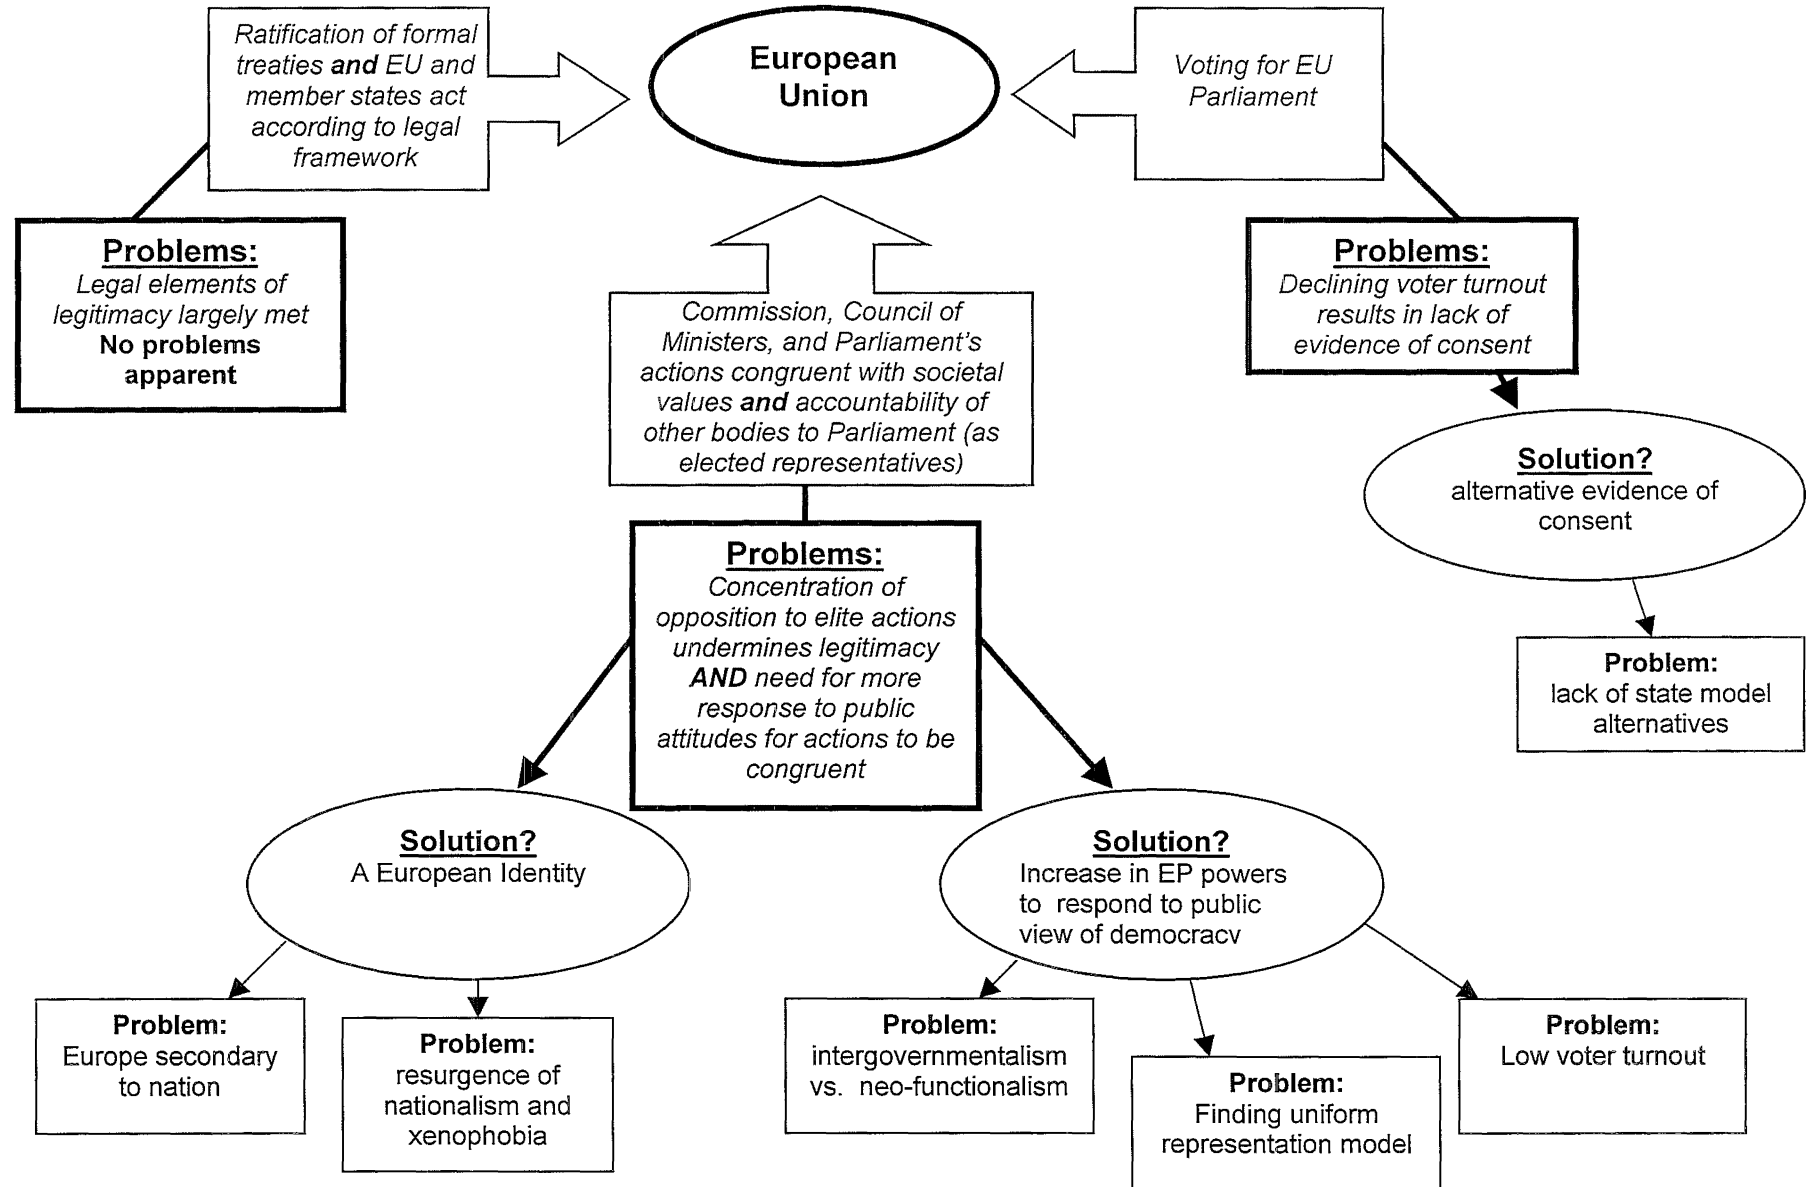 Ratification of formal
treaties and EU and
member states act
according to legal
framework
European
Union
Voting for EU
Parliament
Problems:
Legal elements of
legitimacy largely met
No problems
apparent
Commission, Council of
Ministers, and Parliament's
actions congruent with societal
values and accountability of
other bodies to Parliament (as
elected representatives)
Problems:
Declining voter turnout
results in lack of
evidence of consent
Solution?
alternative evidence of
consent
Problem:
lack of state model
alternatives
Problems:
Concentration of
opposition to elite actions
undermines legitimacy
AND need for more
response to public
attitudes for actions to be
congruent
Solution?
A European Identity
Solution?
Increase in EP powers
to respond to public
view of democracy
Problem:
Europe secondary
to nation
Problem:
resurgence of
nationalism and
xenophobia
Problem:
intergovernmentalism
vs. neo-functionalism
Problem:
Finding uniform
representation model
Problem:
Low voter turnout